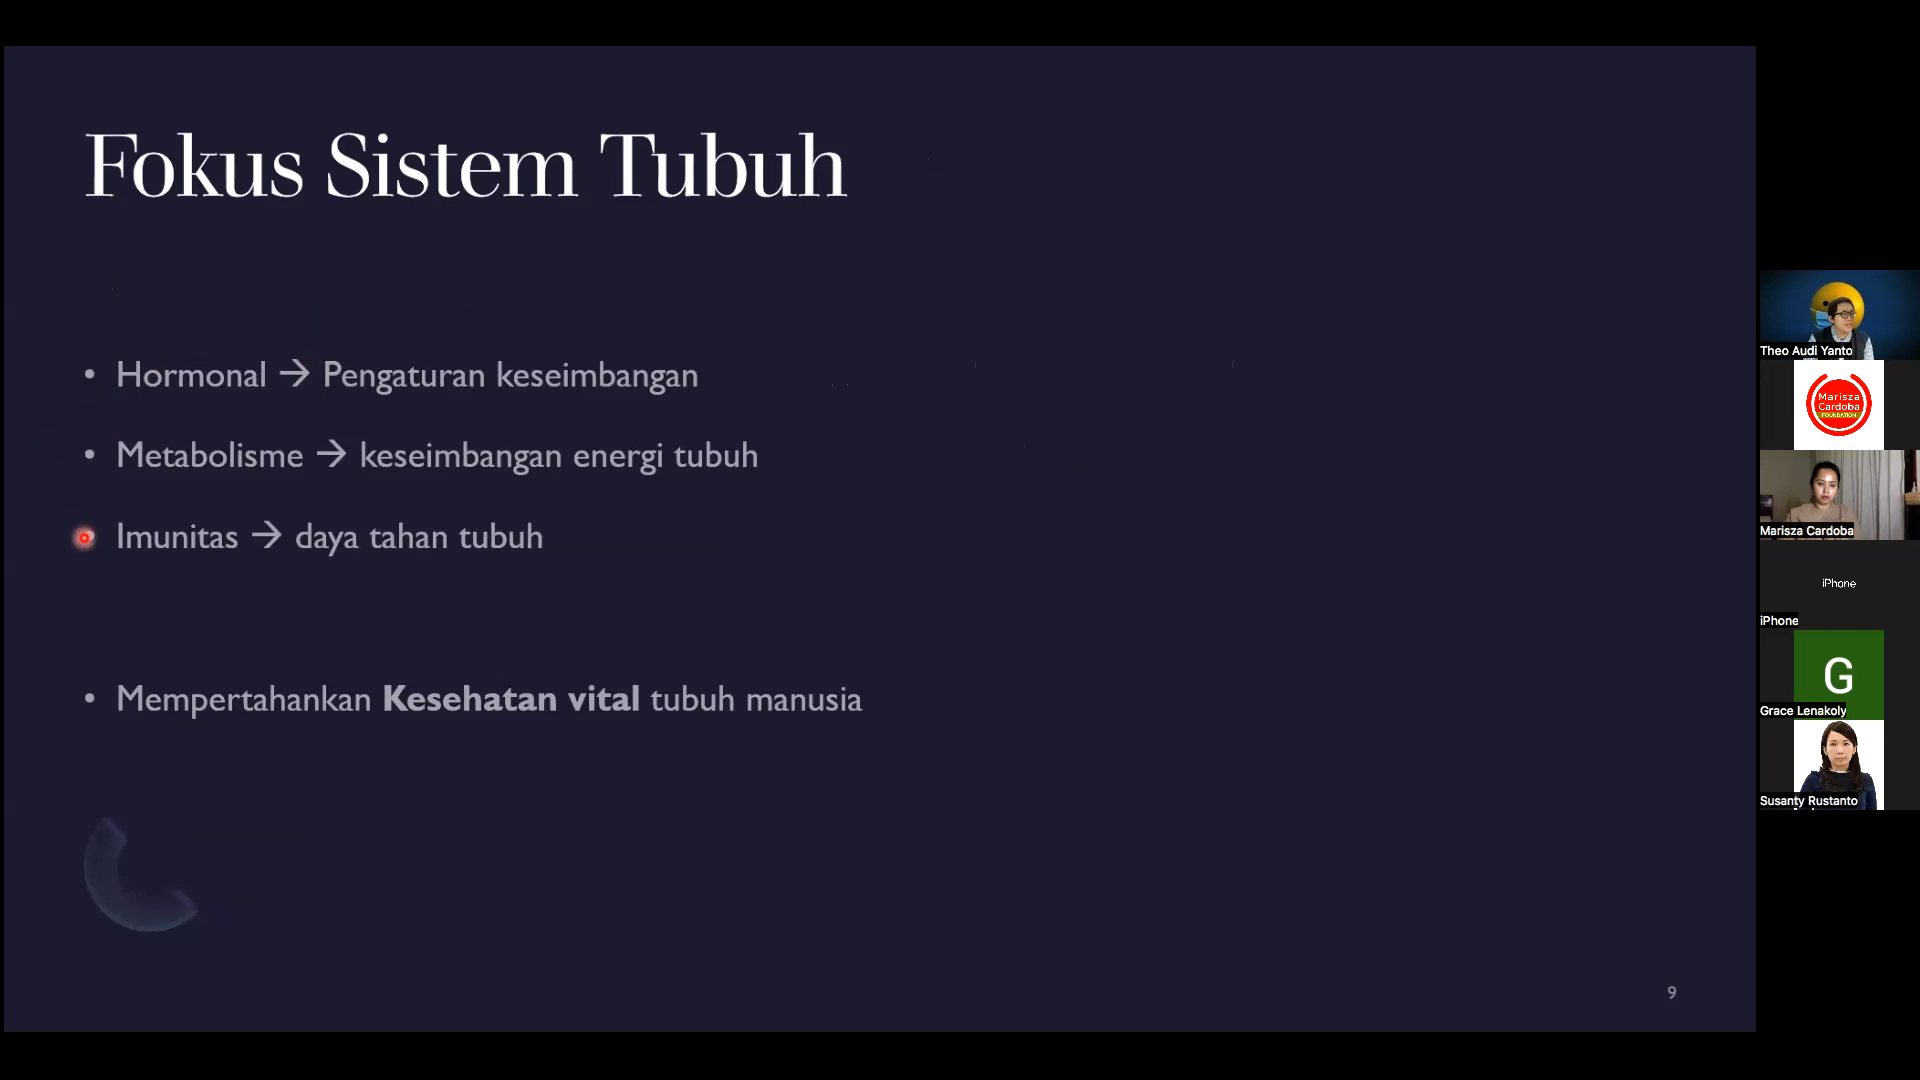 Fokus Sistem Tubuh
• Hormonal → Pengaturan keseimbangan
• Metabolisme → keseimbangan energi tubuh
• Imunitas → daya tahan tubuh
• Mempertahankan Kesehatan vital tubuh manusia
9
Theo Audi Yanto
Marisza
Cardoba
FOUNDATION
Marisza Cardoba
iPhone
iPhone
G
Grace Lenakoly
Susanty Rustanto